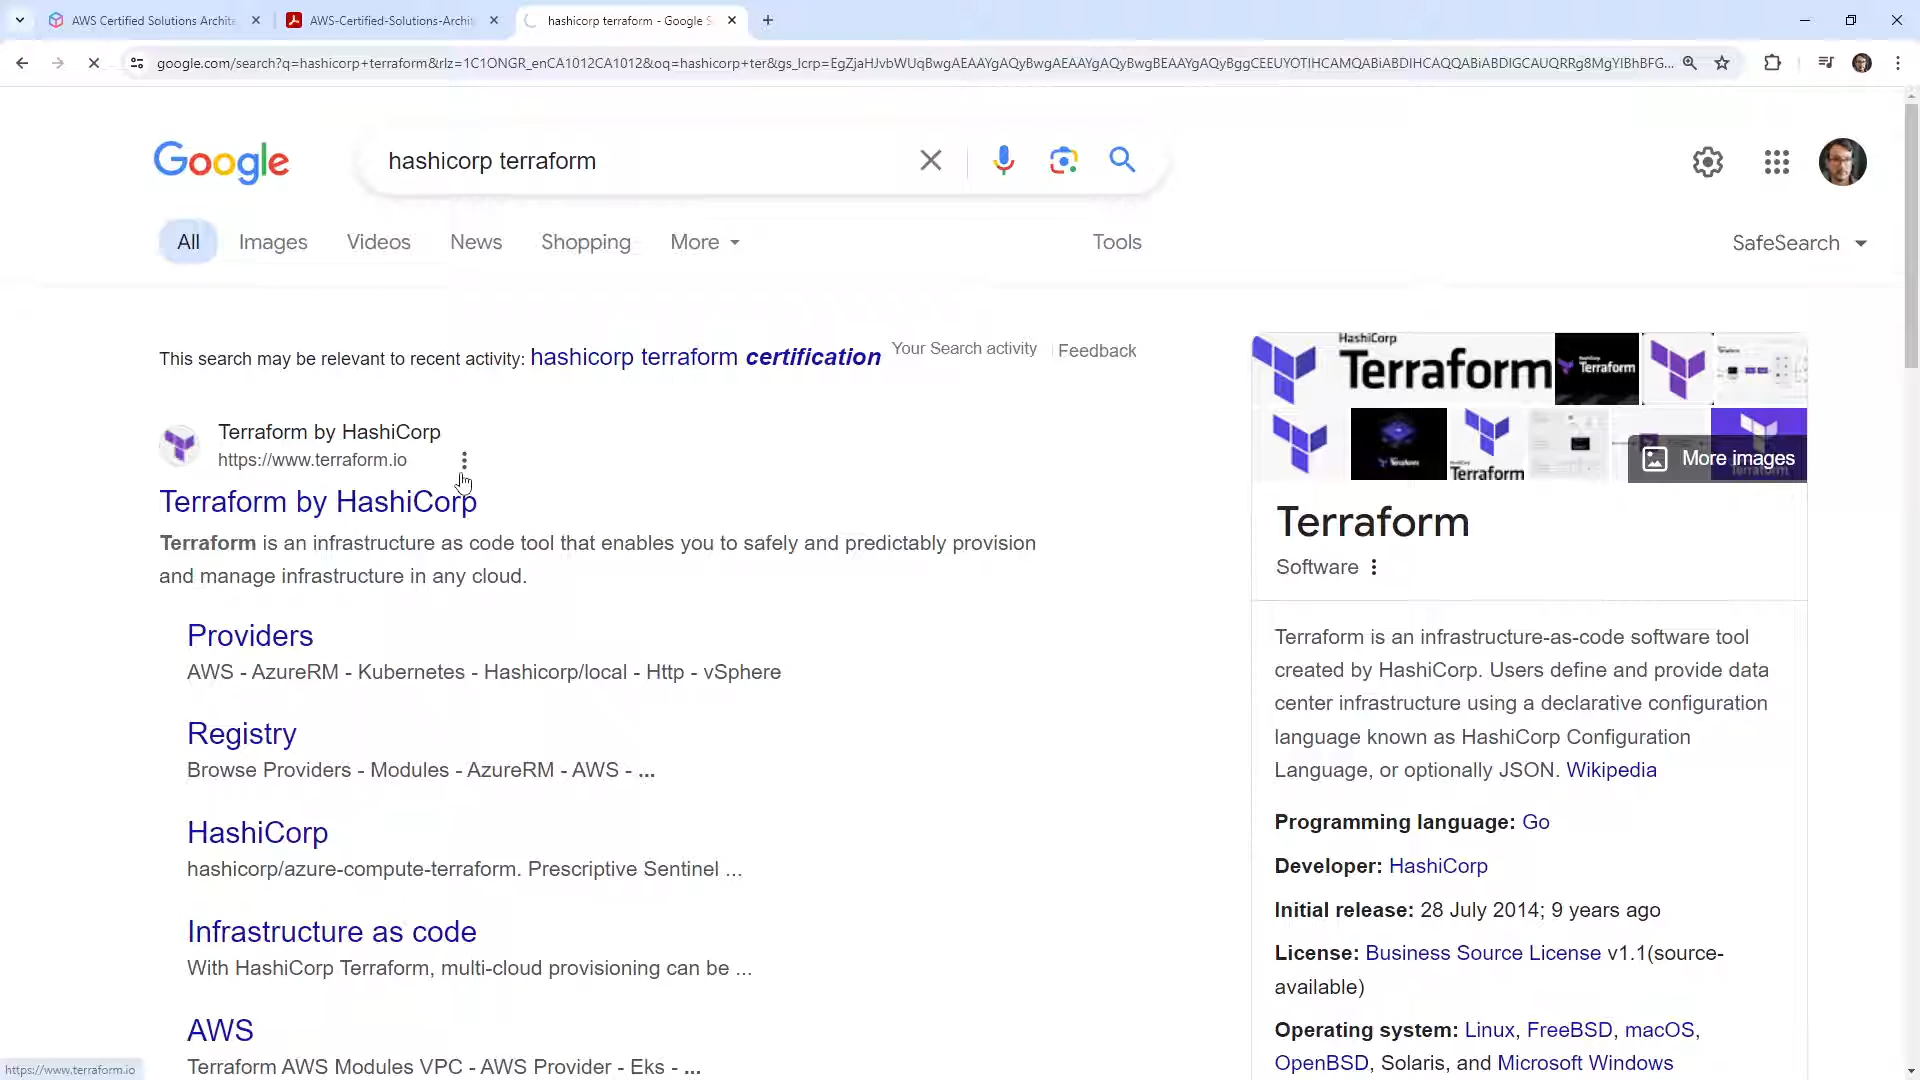 AWS Certified Solutions Archite
AWS-Certified-Solutions-Archit
hashicorp terraform - Google S
google.com/search?q=hashicorp+terraform&rlz=1C1ONGR_enCA1012CA1012&oq=hashicorp+ter&gs_lcrp=EgZjaHJvbWUqBwgAEAAYgAQyBwgAEAAYgAQyBwgBEAAYgAQyBggCEEUYOTIHCAMQABiABDIHCAQQABiABDIGCAUQRRg8MgYIBhBFG...
Google
hashicorp terraform
All Images Videos News Shopping More Tools SafeSearch
This search may be relevant to recent activity: hashicorp terraform certification Your Search activity Feedback
Terraform by HashiCorp
https://www.terraform.io
Terraform by HashiCorp
Terraform is an infrastructure as code tool that enables you to safely and predictably provision
and manage infrastructure in any cloud.
Providers
AWS - AzureRM - Kubernetes - Hashicorp/local - Http - vSphere
Registry
Browse Providers - Modules - AzureRM - AWS - ...
HashiCorp
hashicorp/azure-compute-terraform. Prescriptive Sentinel ...
Infrastructure as code
With HashiCorp Terraform, multi-cloud provisioning can be ...
AWS
Terraform AWS Modules VPC - AWS Provider - Eks - ...
https://www.terraform.io
HashiCorp
Terraform
Terraform
Terraform
More images
Terraform
Software
Terraform is an infrastructure-as-code software tool
created by HashiCorp. Users define and provide data
center infrastructure using a declarative configuration
language known as HashiCorp Configuration
Language, or optionally JSON. Wikipedia
Programming language: Go
Developer: HashiCorp
Initial release: 28 July 2014; 9 years ago
License: Business Source License v1.1(source-
available)
Operating system: Linux, FreeBSD, macOS,
OpenBSD, Solaris, and Microsoft Windows